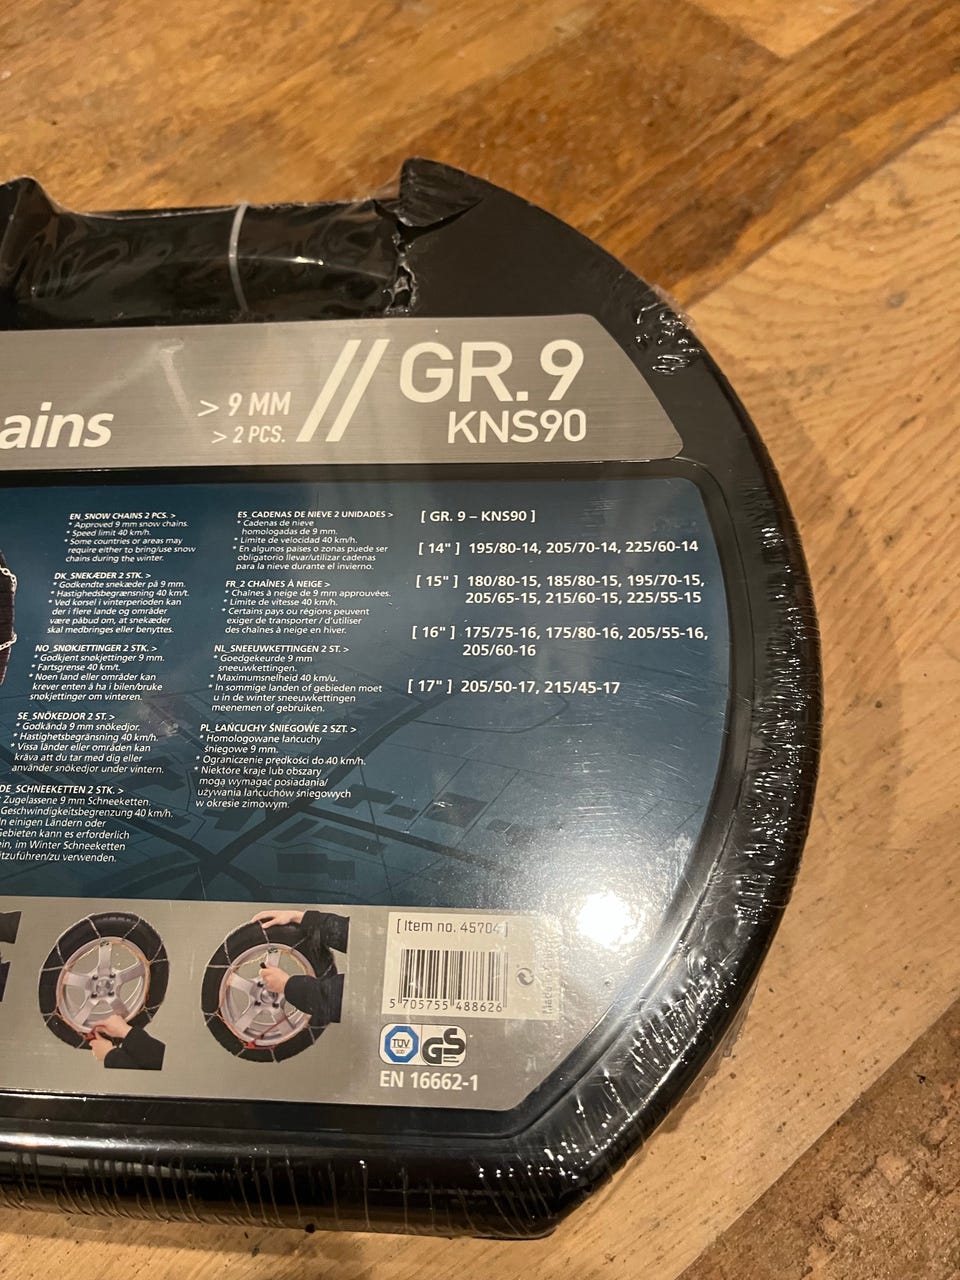 ains
> 9 MM
> 2 PCS.
GR. 9
KNS90
EN_SNOW CHAINS 2 PCS. >
* Approved 9 mm snow chains.
* Speed limit 40 km/h.
* Some countries or areas may
require either to bring/use snow
chains during the winter.
DK_SNEKÆDER 2 STK. >
* Godkendte snekæder på 9 mm.
* Hastighedsbegrænsning 40 km/t.
* Ved kørsel i vinterperioden kan
der i flere lande og områder
være påbud om, at snekæder
skal medbringes eller benyttes.
NO_SNØKJETTINGER 2 STK. >
* Godkjent snøkjettinger 9 mm.
* Fartsgrense 40 km/t.
* Noen land eller områder kan
krever enten å ha i bilen/bruke
snokjettinger om vinteren.
SE_SNÖKEDJOR 2 ST. >
* Godkända 9 mm snökedjor.
* Hastighetsbegränsning 40 km/h.
* Vissa länder eller områden kan
kräva att du tar med dig eller
använder snökedjor under vintern.
DE_SCHNEEKETTEN 2 STK. >
* Zugelassene 9 mm Schneeketten.
Geschwindigkeitsbegrenzung 40 km/h.
In einigen Ländern oder
Gebieten kann es erforderlich
ein, im Winter Schneeketten
itzuführen/zu verwenden.
ES_CADENAS DE NIEVE 2 UNIDADES >
* Cadenas de nieve
homologadas de 9 mm.
* Límite de velocidad 40 km/h.
* En algunos países o zonas puede ser
obligatorio llevar/utilizar cadenas
para la nieve durante el invierno.
FR_2 CHAÎNES À NEIGE >
* Chaînes à neige de 9 mm approuvées.
* Limite de vitesse 40 km/h.
* Certains pays ou régions peuvent
exiger de transporter / d'utiliser
des chaînes à neige en hiver.
NL_SNEEUWKETTINGEN 2 ST. >
* Goedgekeurde 9 mm
sneeuwkettingen.
* Maximumsnelheid 40 km/u.
* In sommige landen of gebieden moet
u in de winter sneeuwkettingen
meenemen of gebruiken.
PL_ŁAŃCUCHY ŚNIEGOWE 2 SZT. >
* Homologowane łańcuchy
śniegowe 9 mm.
* Ograniczenie prędkości do 40 km/h.
* Niektóre kraje lub obszary
mogą wymagać posiadania/
używania łańcuchów śniegowych
w okresie zimowym.
[ GR. 9 – KNS90 ]
[ 14" ] 195/80-14, 205/70-14, 225/60-14
[ 15" ] 180/80-15, 185/80-15, 195/70-15,
205/65-15, 215/60-15, 225/55-15
[ 16" ] 175/75-16, 175/80-16, 205/55-16,
205/60-16
[ 17" ] 205/50-17, 215/45-17
[ Item no. 45704 ]
5 705755 488626
TÜV
GS
EN 16662-1